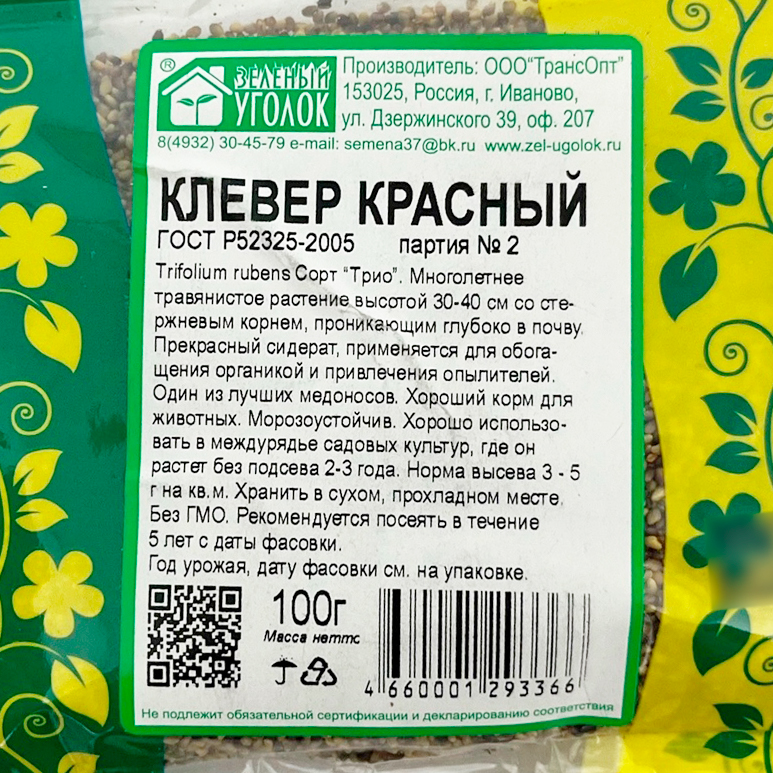 ®
ЗЕЛЕНЫЙ
УГОЛОК
Производитель: ООО"ТрансОпт"
153025, Россия, г. Иваново,
ул. Дзержинского 39, оф. 207
8(4932) 30-45-79 e-mail: semena37@bk.ru www.zel-ugolok.ru
КЛЕВЕР КРАСНЫЙ
ГОСТ Р52325-2005 партия № 2
Trifolium rubens Сорт "Трио". Многолетнее
травянистое растение высотой 30-40 см со сте-
ржневым корнем, проникающим глубоко в почву.
Прекрасный сидерат, применяется для обога-
щения органикой и привлечения опылителей.
Один из лучших медоносов. Хороший корм для
животных. Морозоустойчив. Хорошо использо-
вать в междурядье садовых культур, где он
растет без подсева 2-3 года. Норма высева 3 - 5
г на кв.м. Хранить в сухом, прохладном месте.
Без ГМО. Рекомендуется посеять в течение
5 лет с даты фасовки.
Год урожая, дату фасовки см. на упаковке.
100г
Масса нетто
4 660001 293366
Не подлежит обязательной сертификации и декларированию соответствия